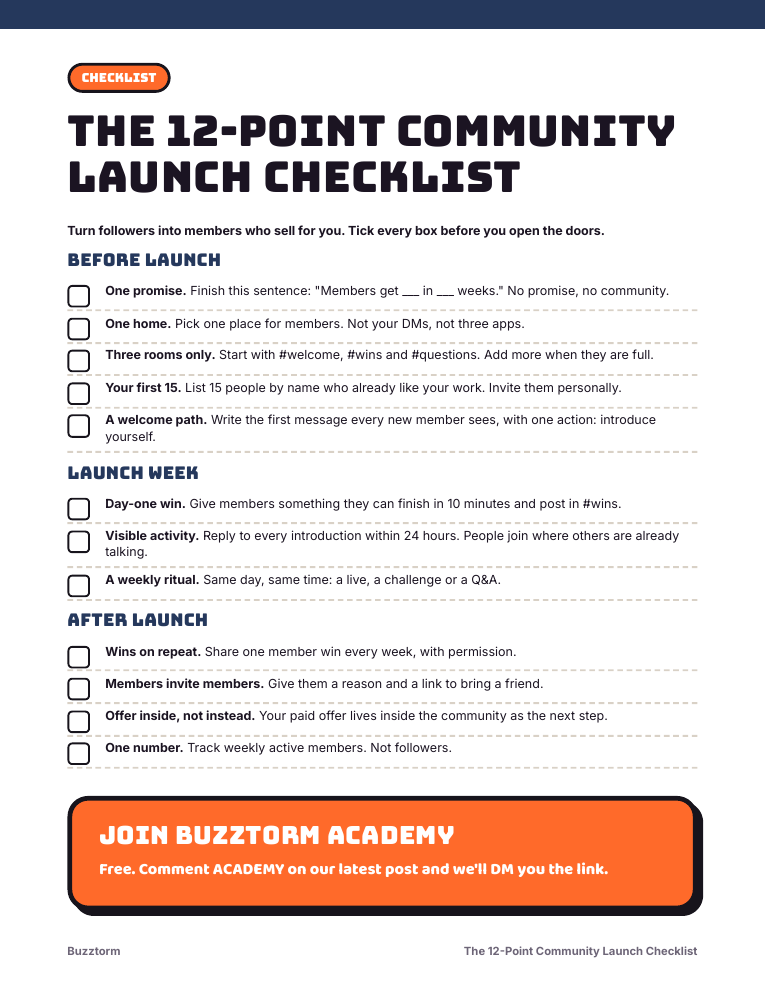 CHECKLIST
THE 12-POINT COMMUNITY
LAUNCH CHECKLIST
Turn followers into members who sell for you. Tick every box before you open the doors.
BEFORE LAUNCH
One promise. Finish this sentence: "Members get ___ in ___ weeks." No promise, no community.
One home. Pick one place for members. Not your DMs, not three apps.
Three rooms only. Start with #welcome, #wins and #questions. Add more when they are full.
Your first 15. List 15 people by name who already like your work. Invite them personally.
A welcome path. Write the first message every new member sees, with one action: introduce
yourself.
LAUNCH WEEK
Day-one win. Give members something they can finish in 10 minutes and post in #wins.
Visible activity. Reply to every introduction within 24 hours. People join where others are already
talking.
A weekly ritual. Same day, same time: a live, a challenge or a Q&A.
AFTER LAUNCH
Wins on repeat. Share one member win every week, with permission.
Members invite members. Give them a reason and a link to bring a friend.
Offer inside, not instead. Your paid offer lives inside the community as the next step.
One number. Track weekly active members. Not followers.
JOIN BUZZTORM ACADEMY
Free. Comment ACADEMY on our latest post and we'll DM you the link.
Buzztorm
The 12-Point Community Launch Checklist